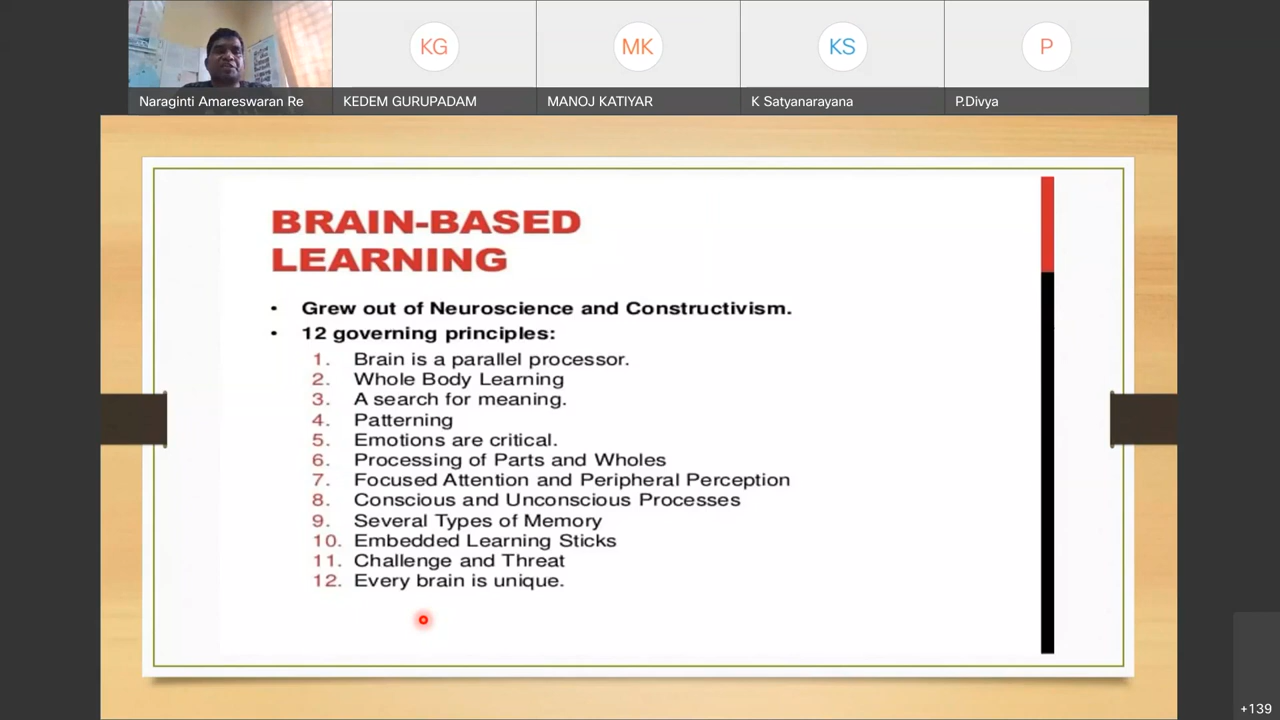 KG
MK
KS
P
Naraginti Amareswaran Re
KEDEM GURUPADAM
MANOJ KATIYAR
K Satyanarayana
P.Divya
BRAIN-BASED
LEARNING
• Grew out of Neuroscience and Constructivism.
• 12 governing principles:
1. Brain is a parallel processor.
2. Whole Body Learning
3. A search for meaning.
4. Patterning
5. Emotions are critical.
6. Processing of Parts and Wholes
7. Focused Attention and Peripheral Perception
8. Conscious and Unconscious Processes
9. Several Types of Memory
10. Embedded Learning Sticks
11. Challenge and Threat
12. Every brain is unique.
+139